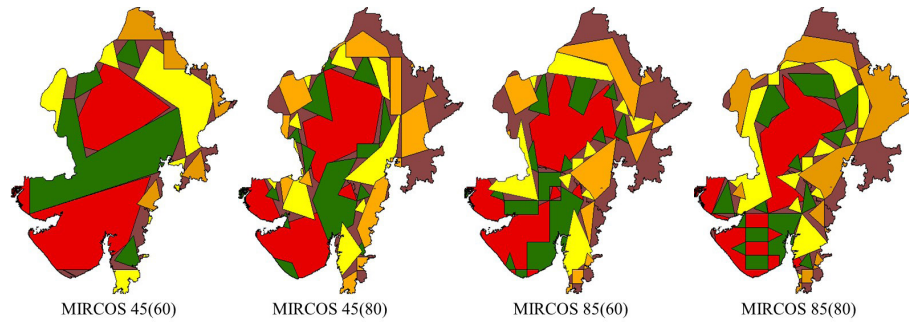 MIRCOS 45(60)
MIRCOS 45(80)
MIRCOS 85(60)
MIRCOS 85(80)